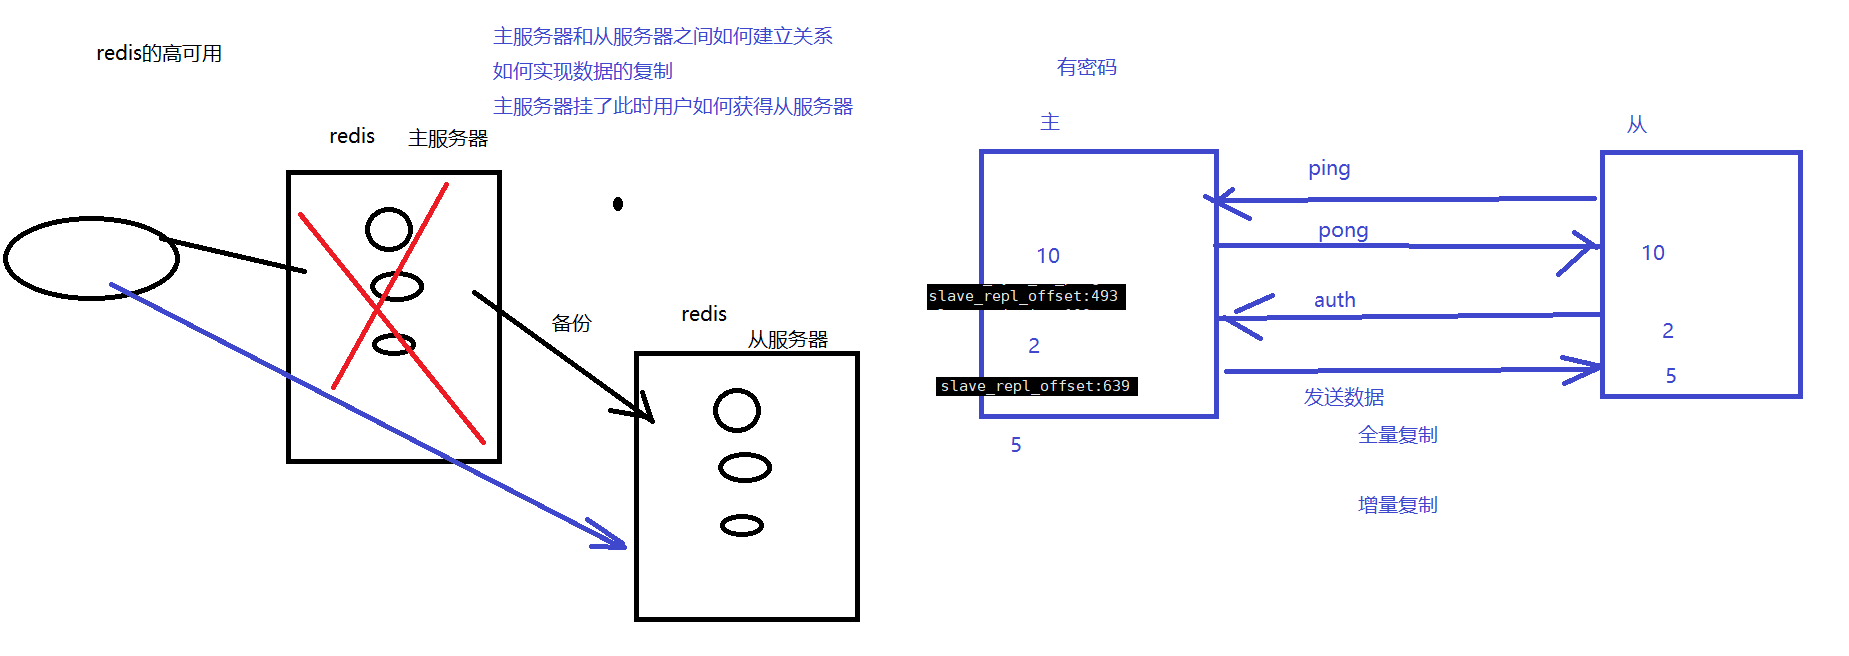 redis的高可用
主服务器和从服务器之间如何建立关系
如何实现数据的复制
主服务器挂了此时用户如何获得从服务器
redis 主服务器
备份
redis
从服务器
有密码
主
从
ping
pong
10
10
slave_repl_offset:493
auth
2
2
slave_repl_offset:639
5
发送数据
全量复制
5
增量复制